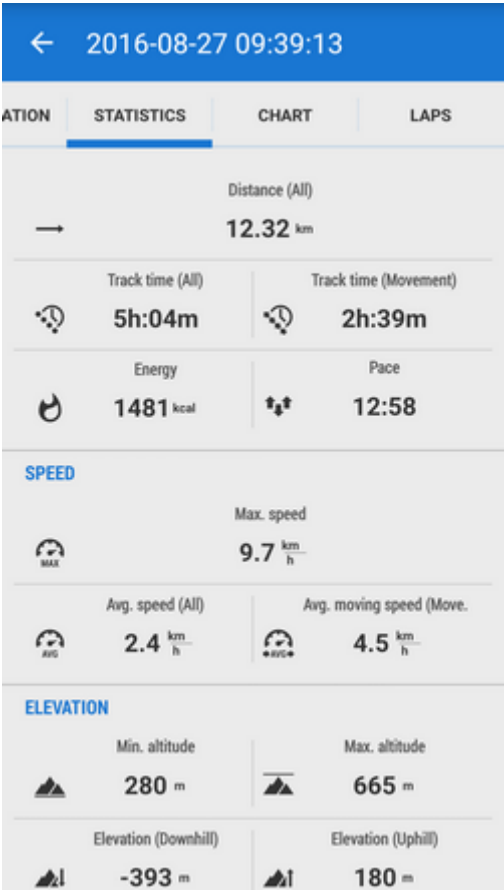 2016-08-27 09:39:13
ATION STATISTICS CHART LAPS
Distance (All)
12.32 km
Track time (All) Track time (Movement)
5h:04m 2h:39m
Energy Pace
1481 kcal 12:58
SPEED
Max. speed
MAX 9.7 km/h
Avg. speed (All) Avg. moving speed (Move.
AVG 2.4 km/h AVG 4.5 km/h
ELEVATION
Min. altitude Max. altitude
280 m 665 m
Elevation (Downhill) Elevation (Uphill)
-393 m 180 m